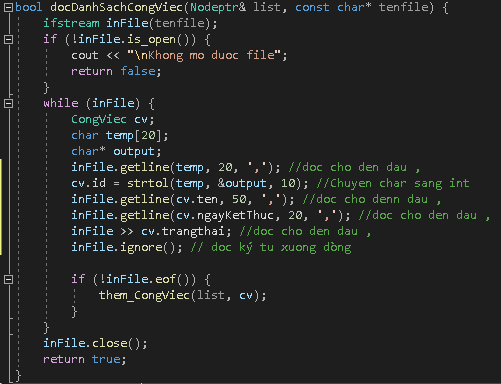 bool docDanhSachCongViec(Nodeptr& list, const char* tenfile) {
ifstream inFile(tenfile);
if (!inFile.is_open()) {
cout << "\nKhong mo duoc file";
return false;
}
while (inFile) {
CongViec cv;
char temp[20];
char* output;
inFile.getline(temp, 20, ','); //doc cho den dau ,
cv.id = strtol(temp, &output, 10); //Chuyen char sang int
inFile.getline(cv.ten, 50, ','); //doc cho denn dau ,
inFile.getline(cv.ngayKetThuc, 20, ','); //doc cho den dau ,
inFile >> cv.trangthai; //doc cho den dau ,
inFile.ignore(); // doc ký tu xuong dòng
if (!inFile.eof()) {
them_CongViec(list, cv);
}
}
inFile.close();
return true;
}